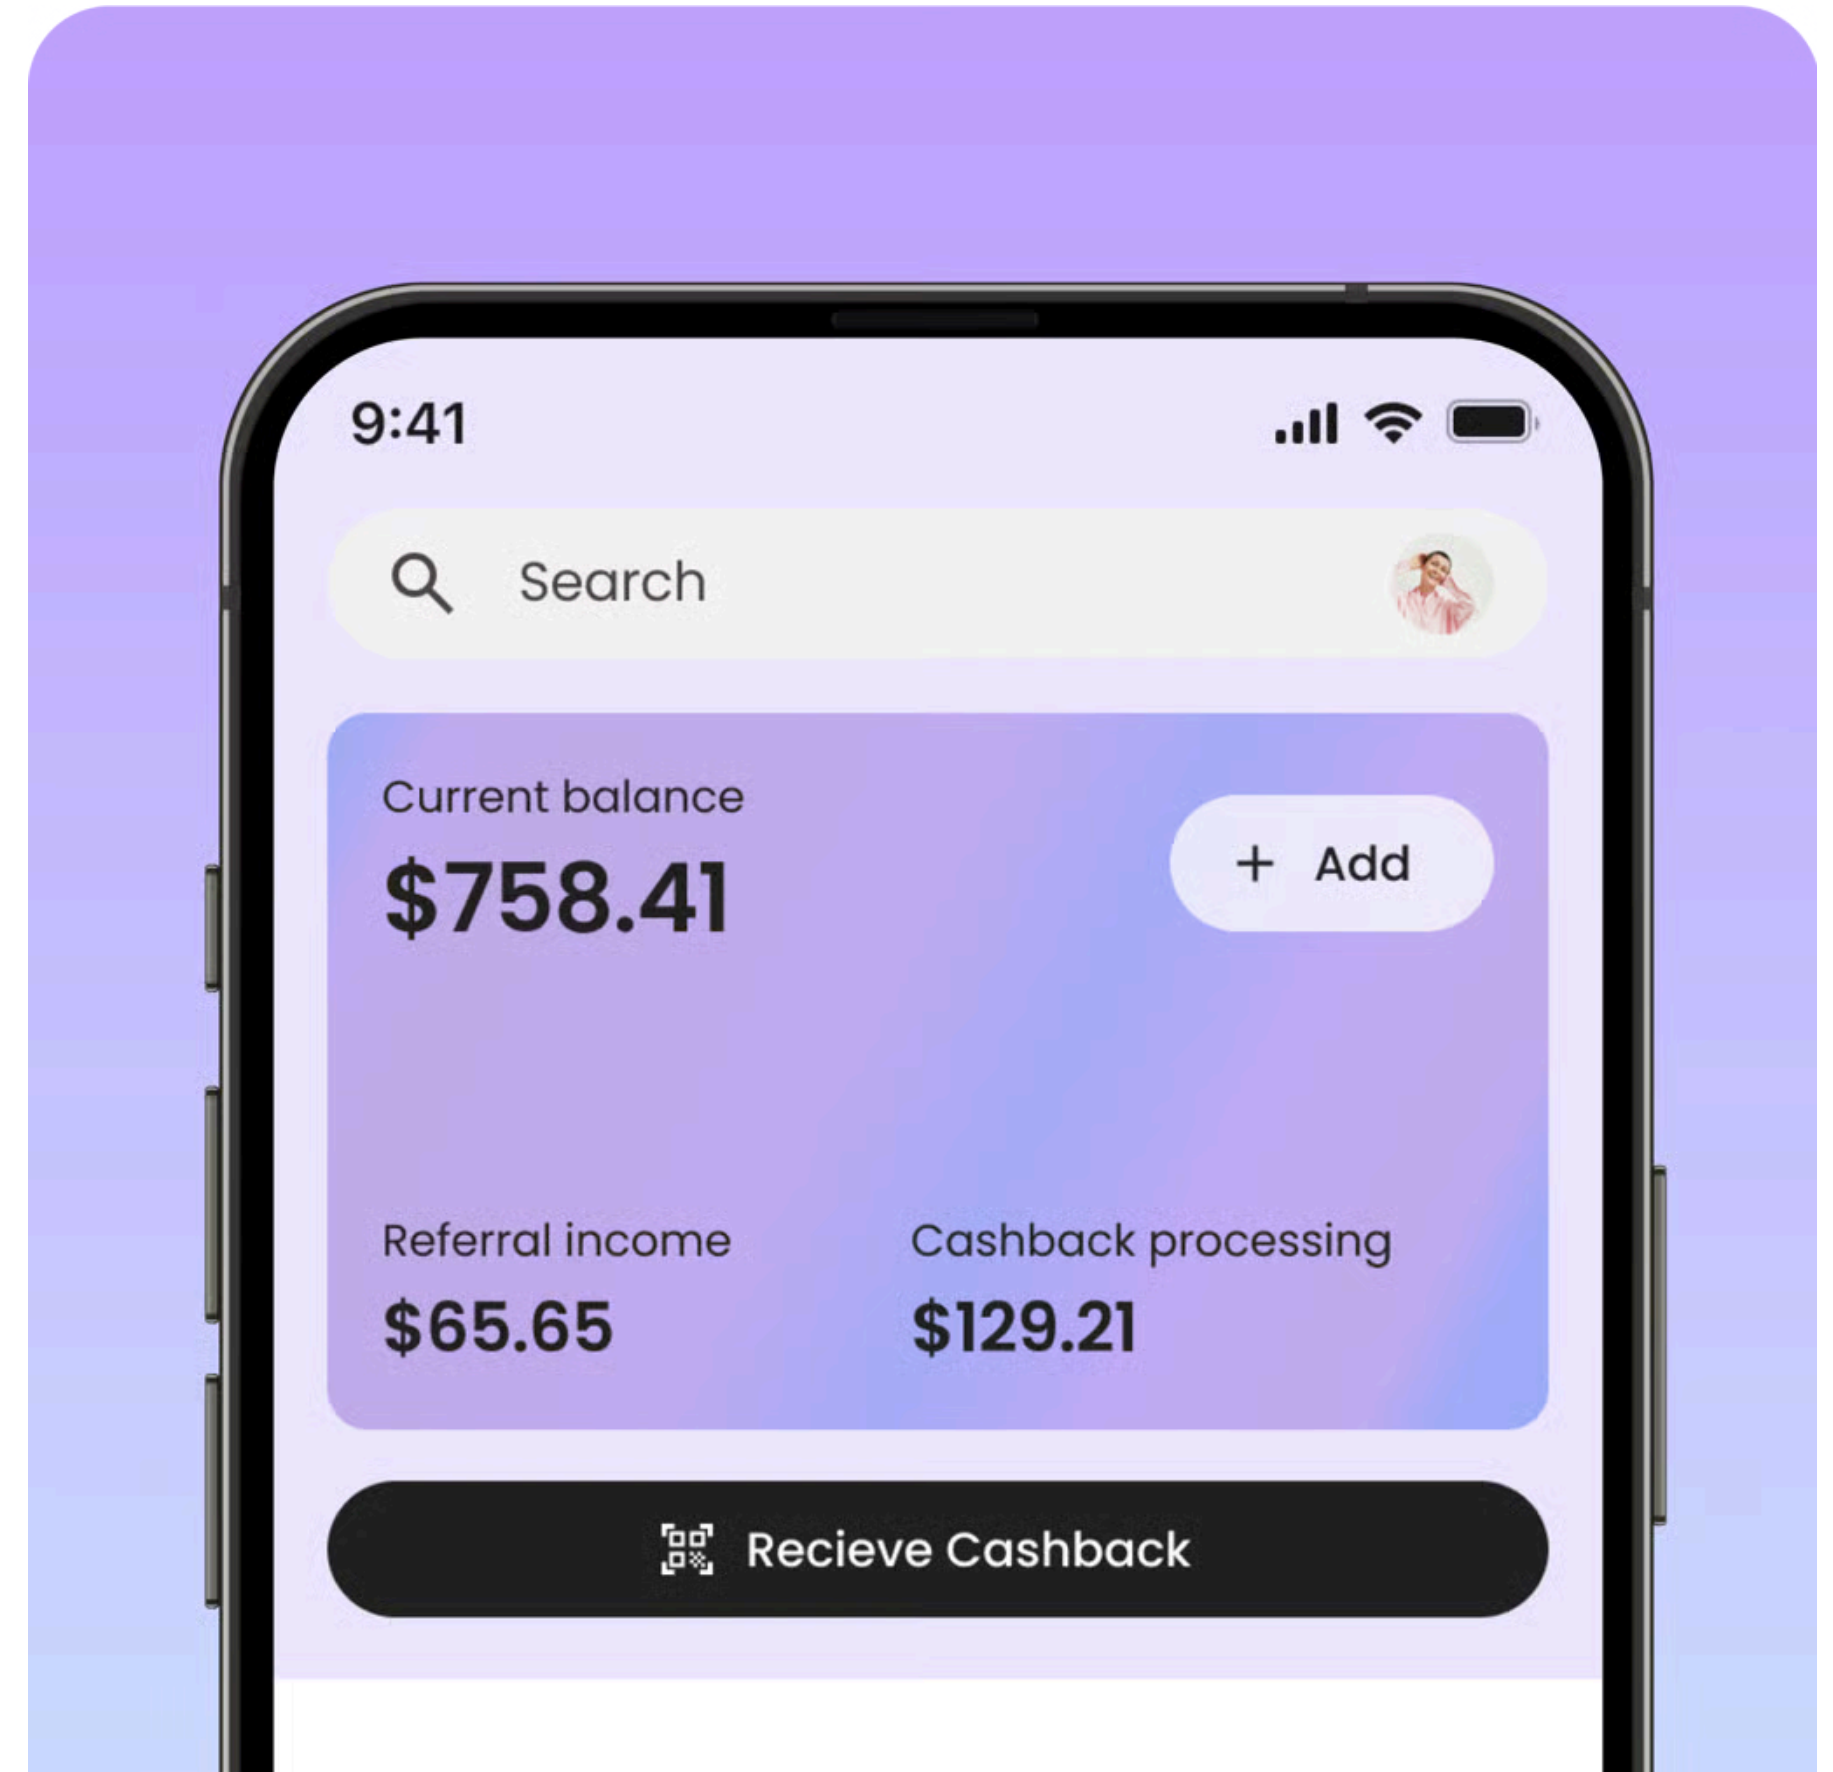 9:41
Search
Current balance
$758.41
+ Add
Referral income
$65.65
Cashback processing
$129.21
Recieve Cashback